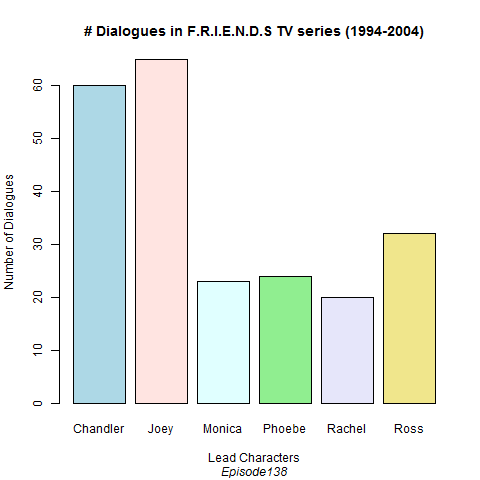 # Dialogues in F.R.I.E.N.D.S TV series (1994-2004)
Number of Dialogues
60
50
40
30
20
10
0
Chandler Joey Monica Phoebe Rachel Ross
Lead Characters
Episode138